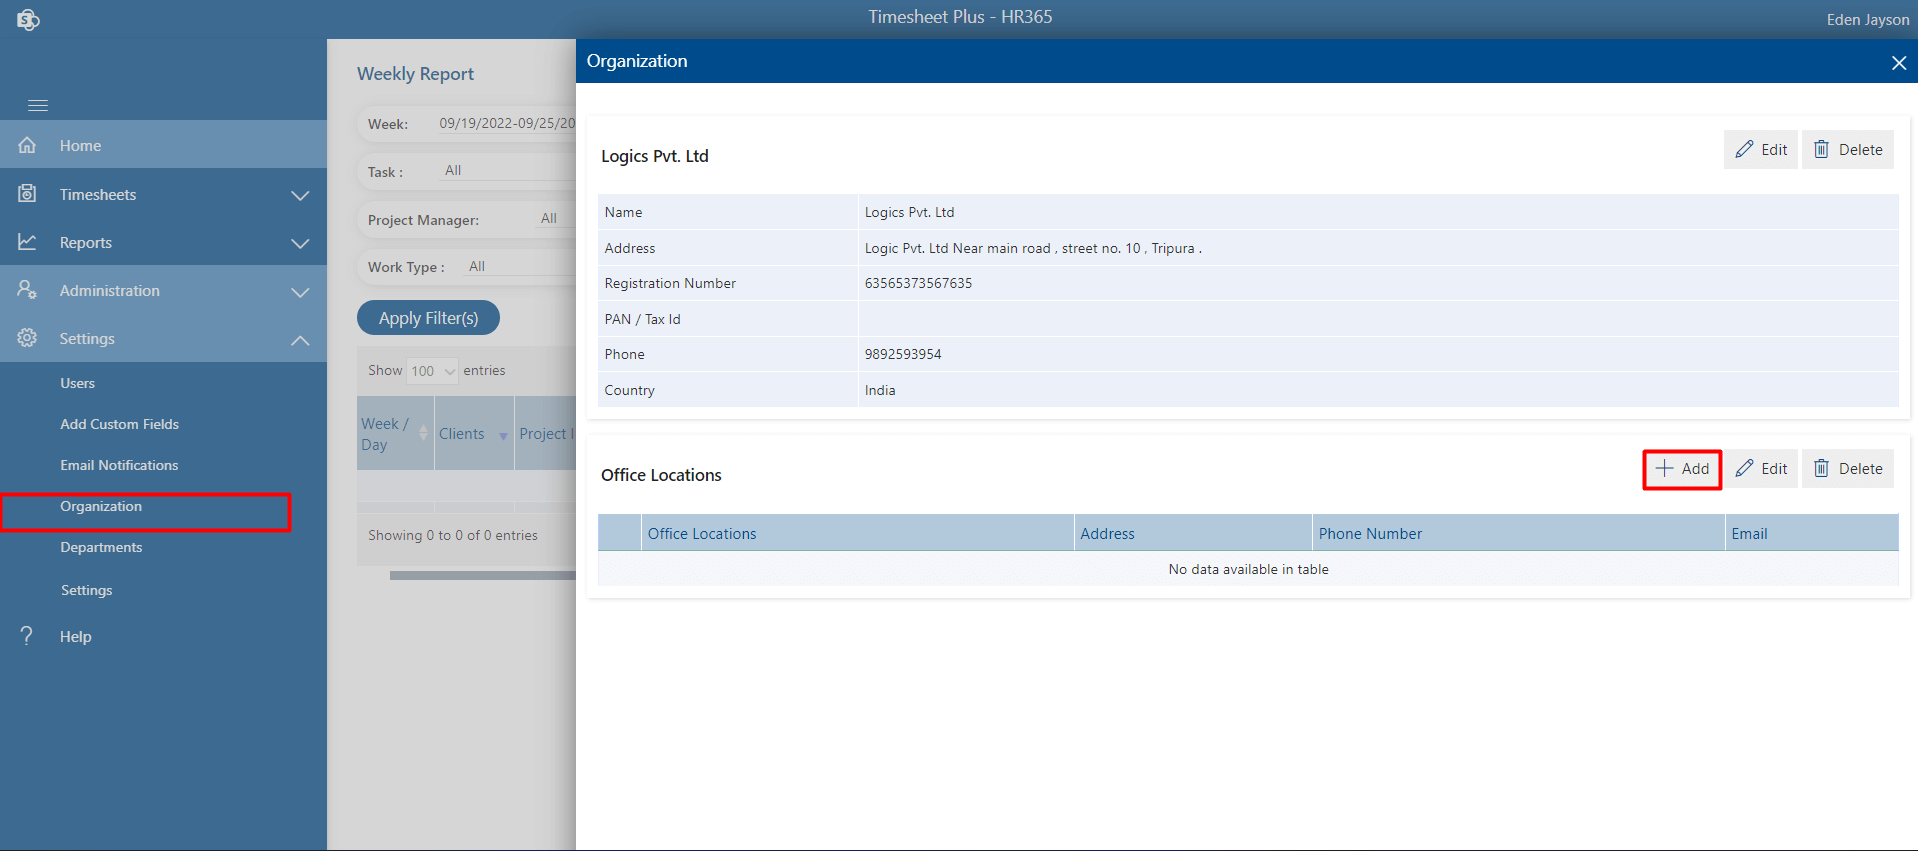 Timesheet Plus - HR365
Eden Jayson
Home
Timesheets
Reports
Administration
Settings
Users
Add Custom Fields
Email Notifications
Organization
Departments
Settings
? Help
Weekly Report
Week: 09/19/2022-09/25/20
Task : All
Project Manager: All
Work Type : All
Apply Filter(s)
Show 100 entries
Week / Day
Clients
Project I
Showing 0 to 0 of 0 entries
Organization
Logics Pvt. Ltd
Edit
Delete
Name Logics Pvt. Ltd
Address Logic Pvt. Ltd Near main road , street no. 10 , Tripura .
Registration Number 63565373567635
PAN / Tax Id
Phone 9892593954
Country India
Office Locations
+ Add
Edit
Delete
Office Locations Address Phone Number Email
No data available in table